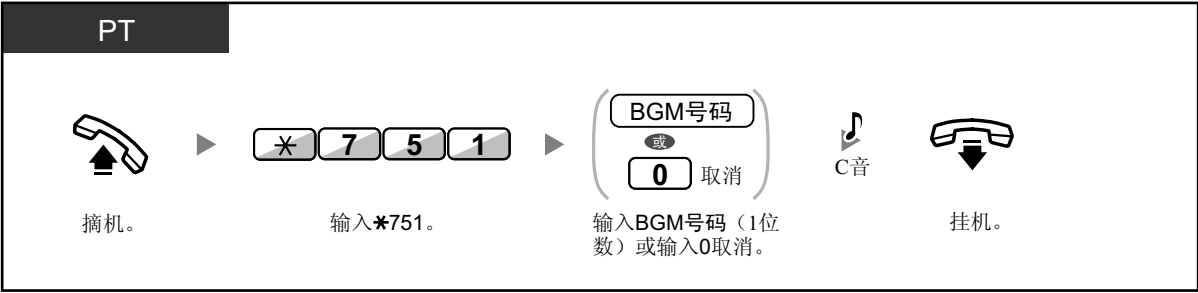 PT
✱ 7 5 1
BGM号码
或
0 取消
C音
摘机。
输入✱751。
输入BGM号码（1位
数）或输入0取消。
挂机。